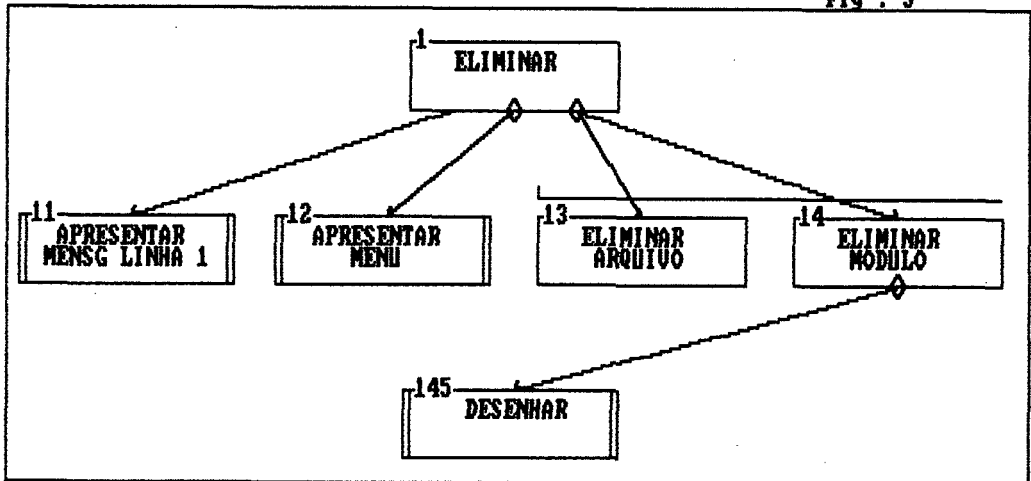 Fig . 5
1
ELIMINAR
11
APRESENTAR
MENSG LINHA 1
12
APRESENTAR
MENU
13
ELIMINAR
ARQUIVO
14
ELIMINAR
MODULO
145
DESENHAR